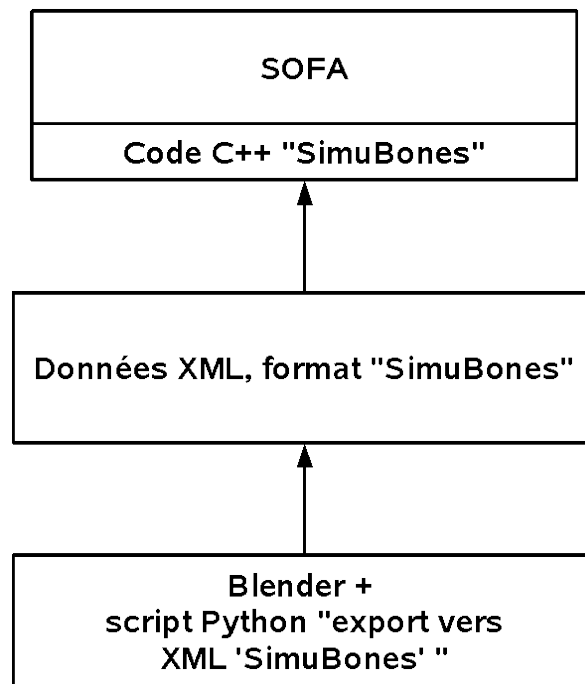 SOFA
Code C++ "SimuBones"
Données XML, format "SimuBones"
Blender +
script Python "export vers
XML 'SimuBones' "